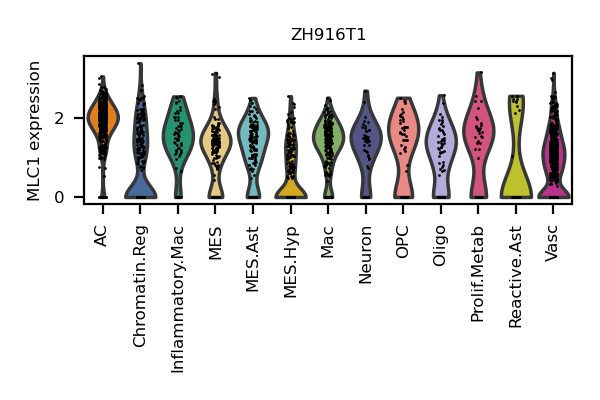 ZH916T1
MLC1 expression
2
0
AC
Chromatin.Reg
Inflammatory.Mac
MES
MES.Ast
MES.Hyp
Mac
Neuron
OPC
Oligo
Prolif.Metab
Reactive.Ast
Vasc